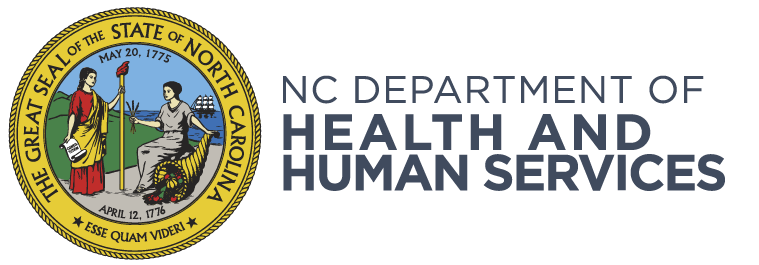 THE GREAT SEAL OF THE STATE OF NORTH CAROLINA
MAY 20, 1775
APRIL 12, 1776
★ ESSE QUAM VIDERI ★
NC DEPARTMENT OF
HEALTH AND
HUMAN SERVICES